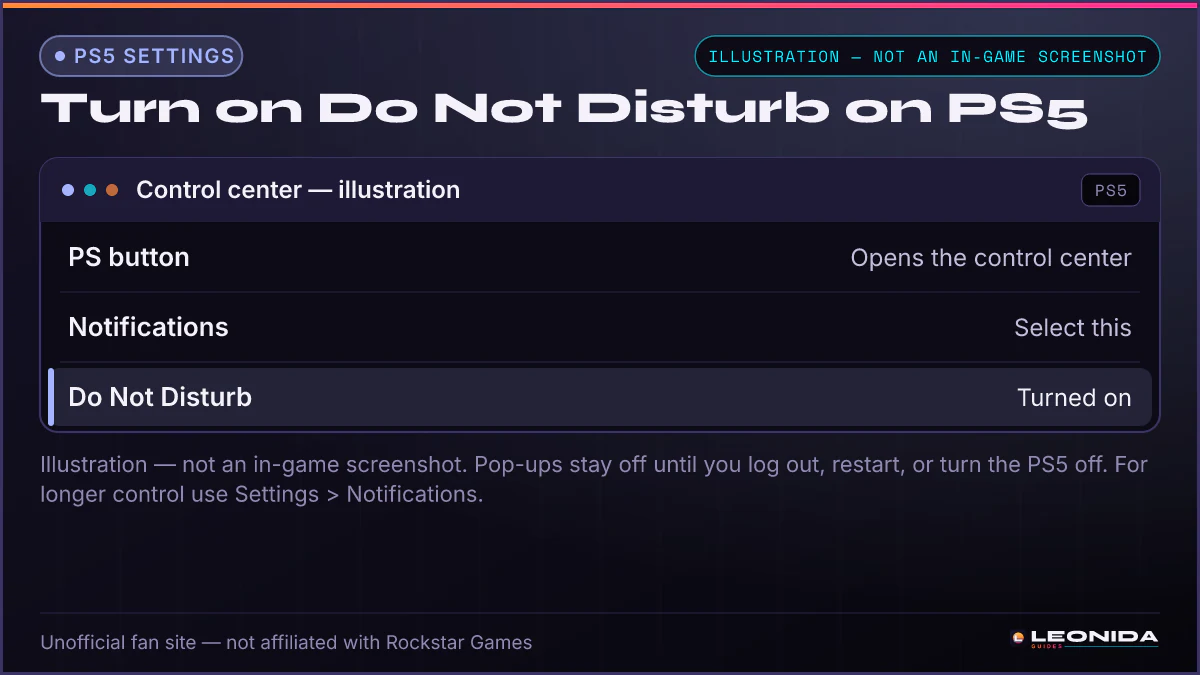 PS5 SETTINGS
ILLUSTRATION — NOT AN IN-GAME SCREENSHOT
Turn on Do Not Disturb on PS5
Control center — illustration
PS5
PS button
Opens the control center
Notifications
Select this
Do Not Disturb
Turned on
Illustration — not an in-game screenshot. Pop-ups stay off until you log out, restart, or turn the PS5 off. For
longer control use Settings > Notifications.
Unofficial fan site — not affiliated with Rockstar Games
LEONIDA
GUIDES